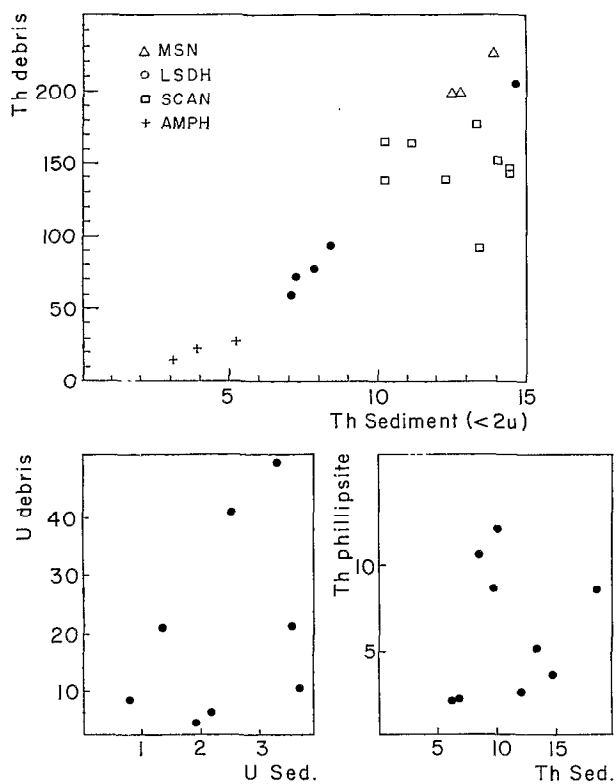 Th debris
△ MSN
● LSDH
□ SCAN
+ AMPH
200
150
100
50
0
5
10
15
Th Sediment (<2u)
U debris
40
30
20
10
1
2
3
U Sed.
Th phillipsite
10
5
5
10
15
Th Sed.